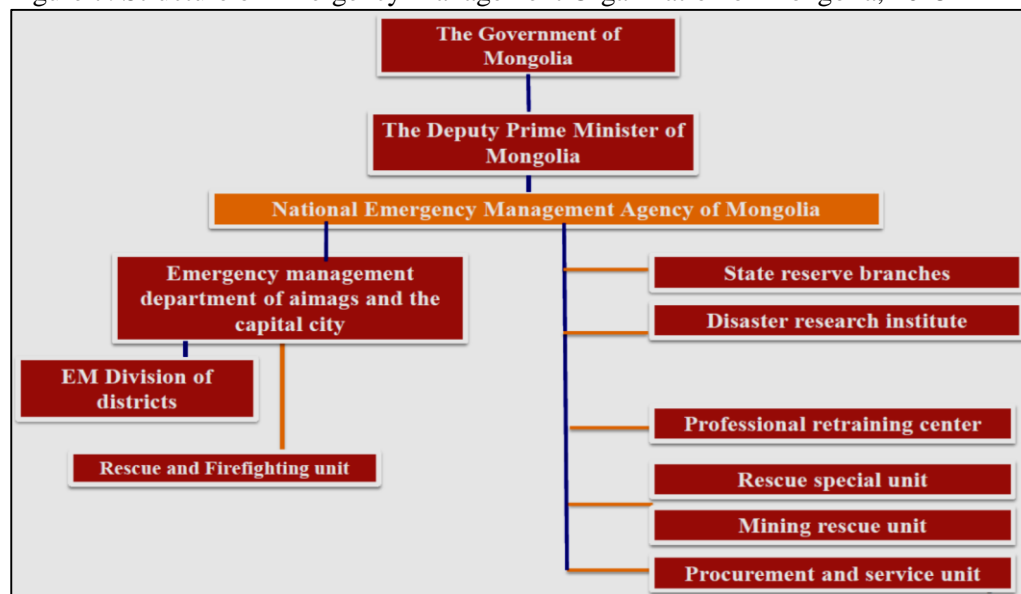 The Government of
Mongolia
The Deputy Prime Minister of
Mongolia
National Emergency Management Agency of Mongolia
Emergency management
department of aimags and the
capital city
EM Division of
districts
Rescue and Firefighting unit
State reserve branches
Disaster research institute
Professional retraining center
Rescue special unit
Mining rescue unit
Procurement and service unit